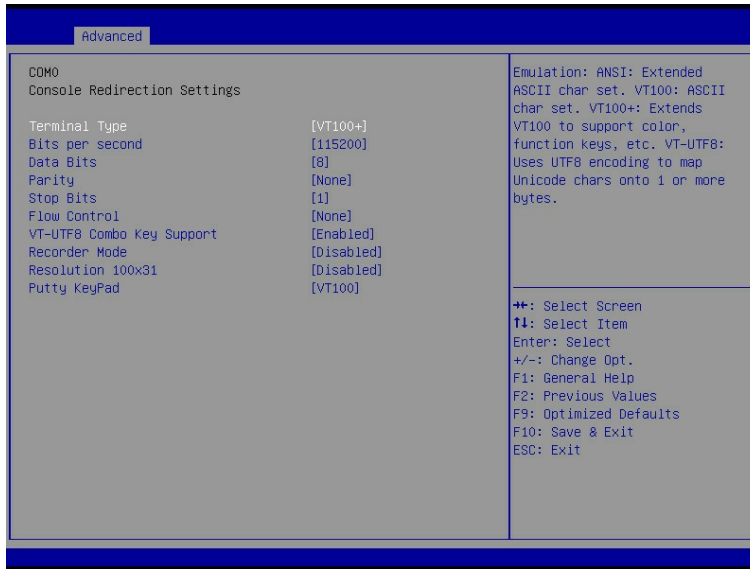 Advanced
COM0
Console Redirection Settings
Terminal Type [VT100+]
Bits per second [115200]
Data Bits [8]
Parity [None]
Stop Bits [1]
Flow Control [None]
VT-UTF8 Combo Key Support [Enabled]
Recorder Mode [Disabled]
Resolution 100x31 [Disabled]
Putty KeyPad [VT100]
Emulation: ANSI: Extended
ASCII char set. VT100: ASCII
char set. VT100+: Extends
VT100 to support color,
function keys, etc. VT-UTF8:
Uses UTF8 encoding to map
Unicode chars onto 1 or more
bytes.
→←: Select Screen
↑↓: Select Item
Enter: Select
+/-: Change Opt.
F1: General Help
F2: Previous Values
F9: Optimized Defaults
F10: Save & Exit
ESC: Exit